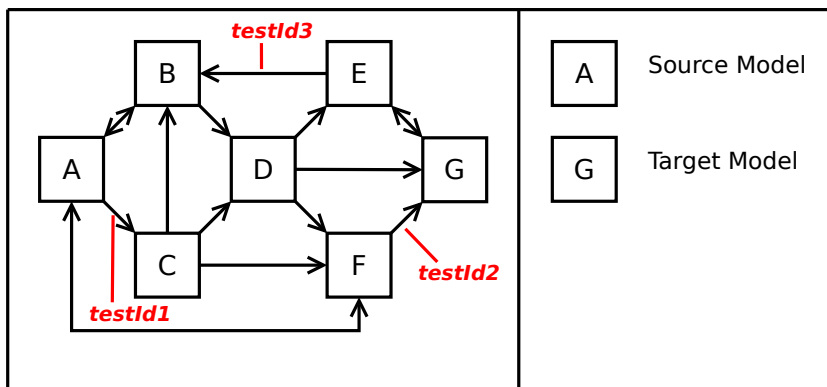 testId3
B
E
A
D
G
C
F
testId1
testId2
A
Source Model
G
Target Model